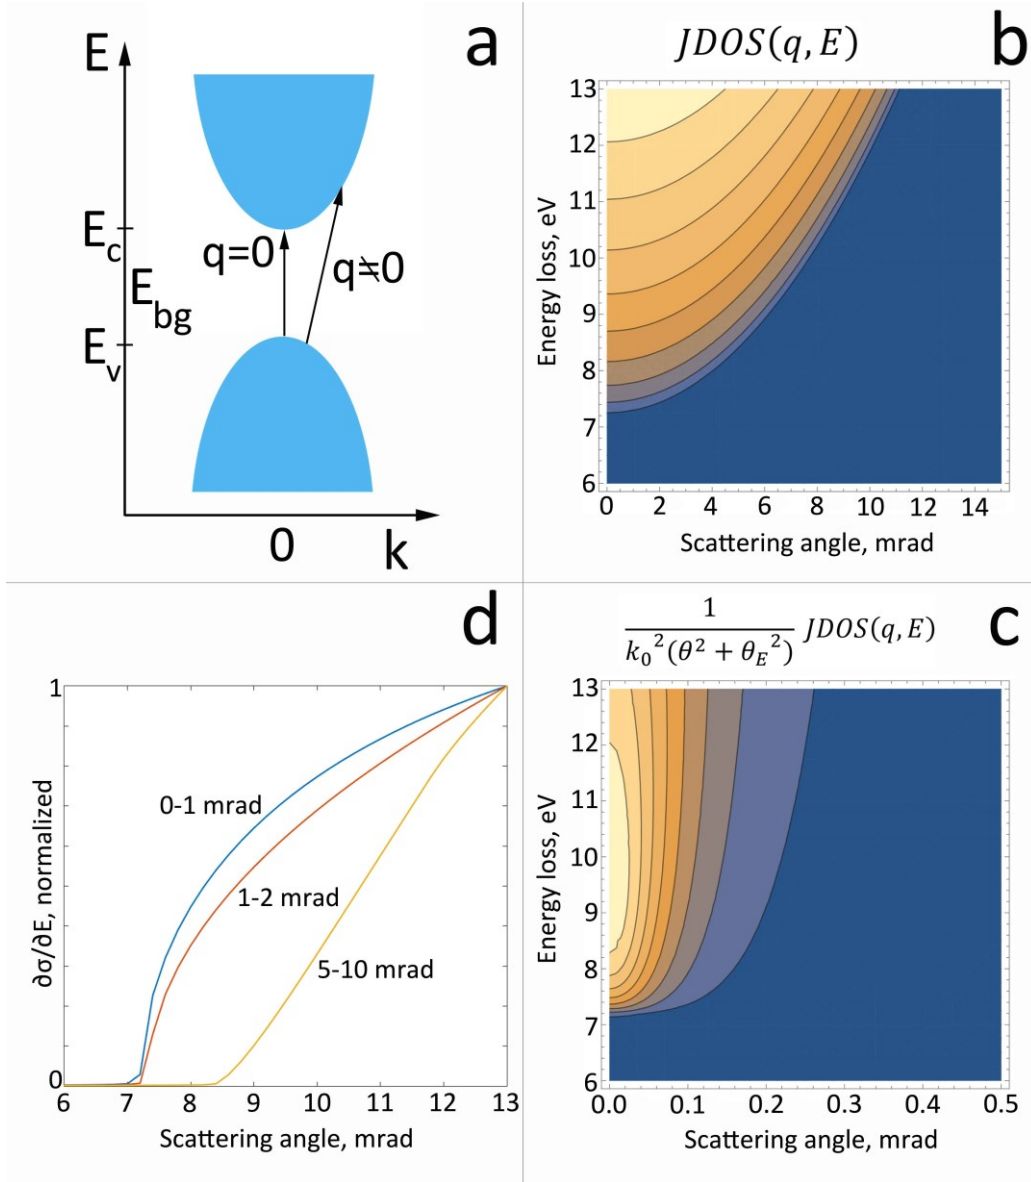 a
E
E_c
q=0
q≠0
E_bg
E_v
0
k
b
JDOS(q, E)
13
12
11
10
9
8
7
6
Energy loss, eV
0 2 4 6 8 10 12 14
Scattering angle, mrad
d
1
0
∂σ/∂E, normalized
0-1 mrad
1-2 mrad
5-10 mrad
6 7 8 9 10 11 12 13
Scattering angle, mrad
c
1
k₀²(θ² + θ_E²)
JDOS(q, E)
13
12
11
10
9
8
7
6
Energy loss, eV
0.0 0.1 0.2 0.3 0.4 0.5
Scattering angle, mrad